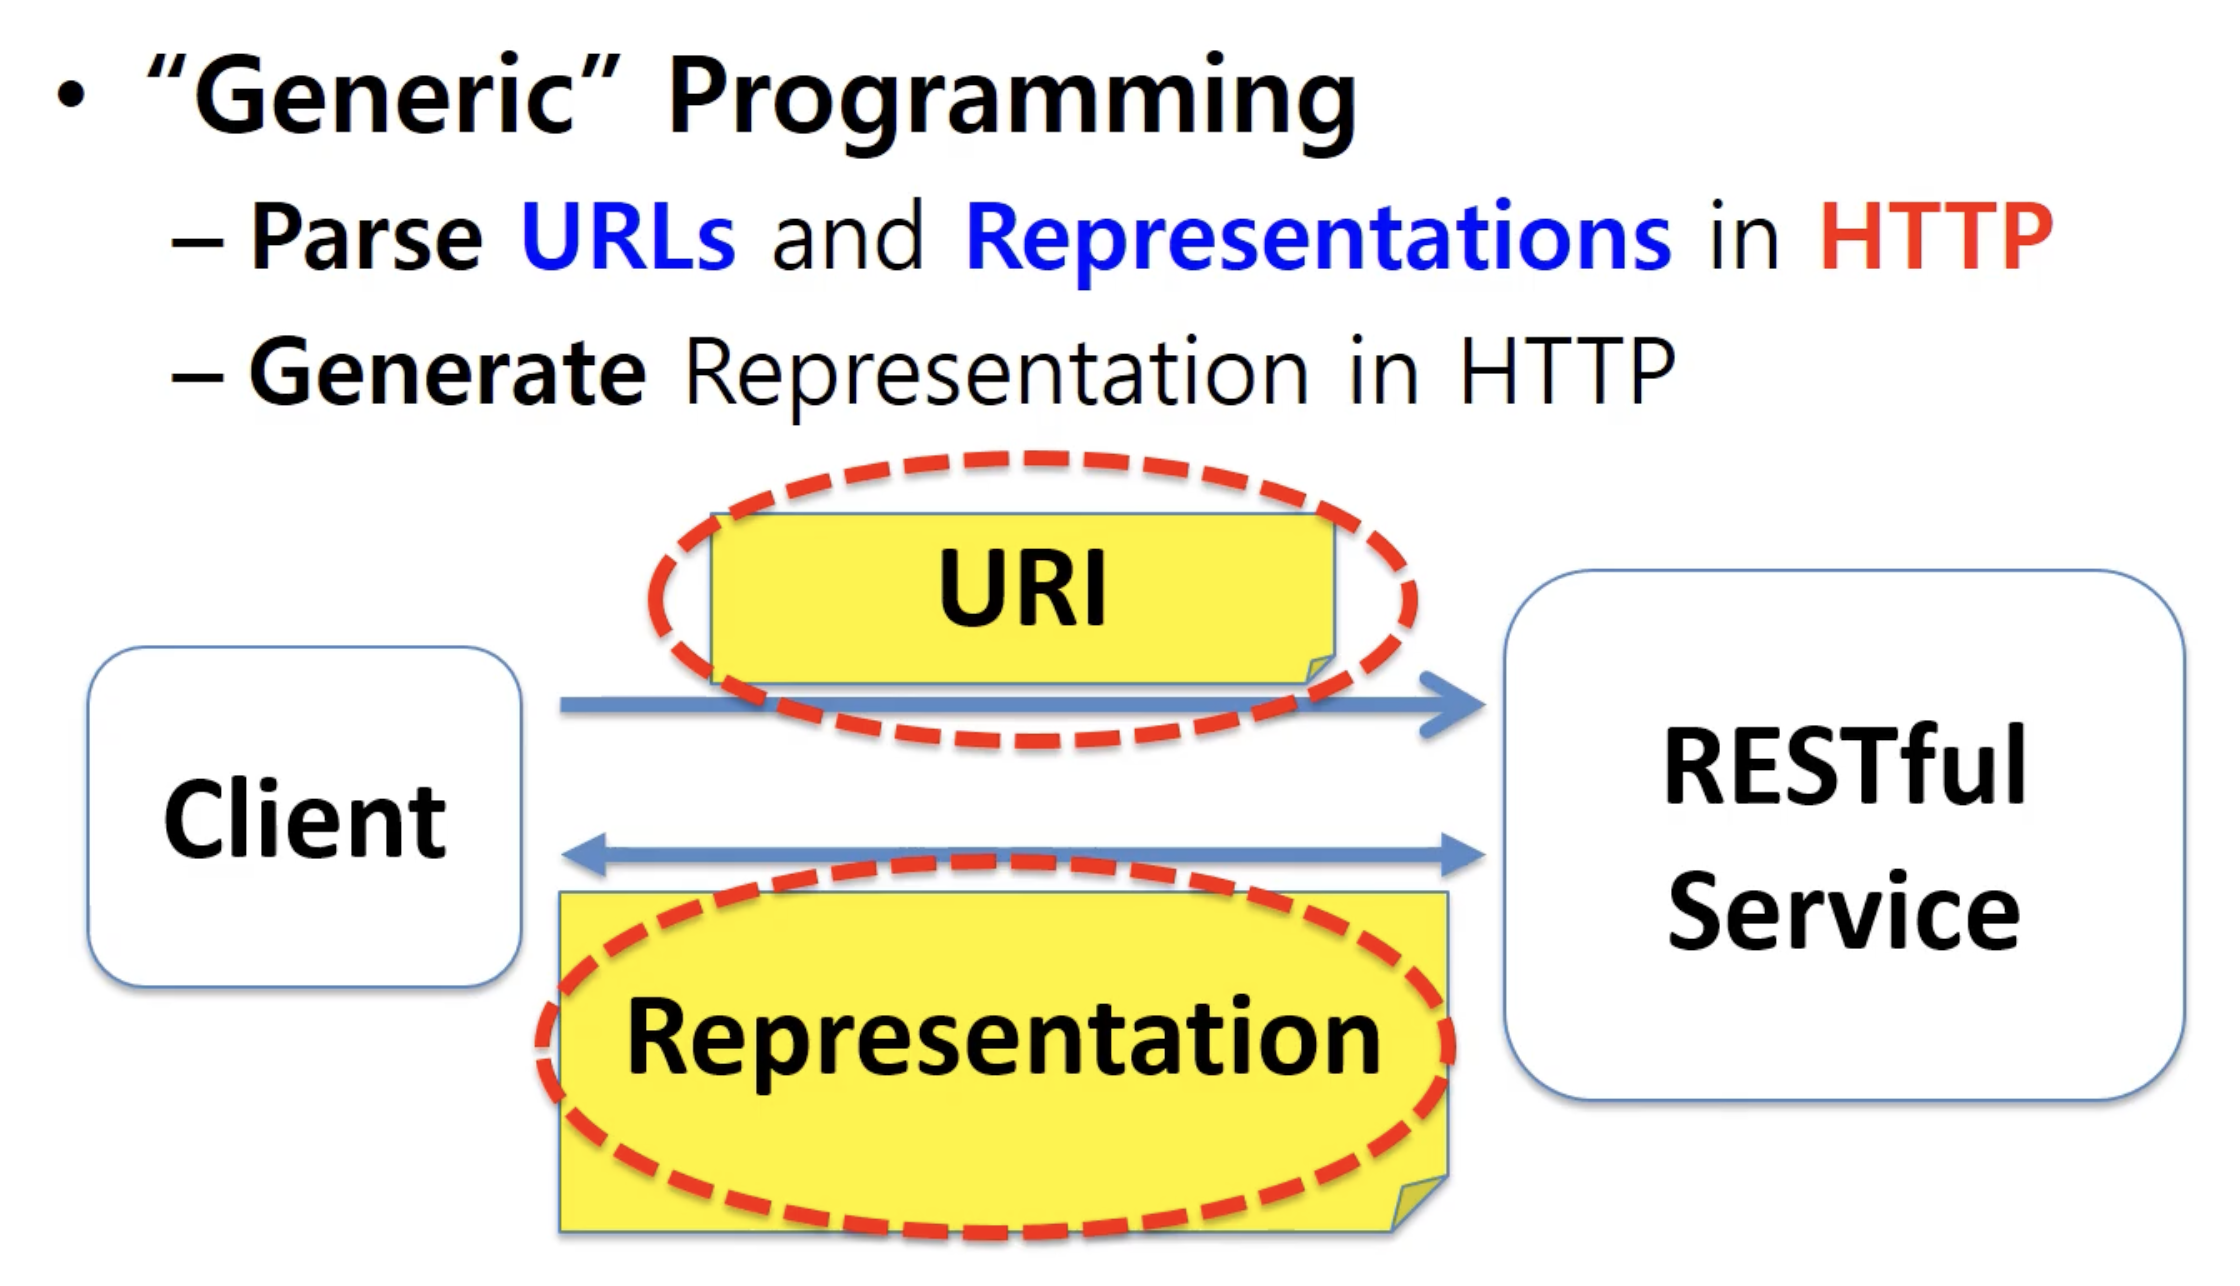 • “Generic” Programming
– Parse URLs and Representations in HTTP
– Generate Representation in HTTP
URI
Client
RESTful
Service
Representation